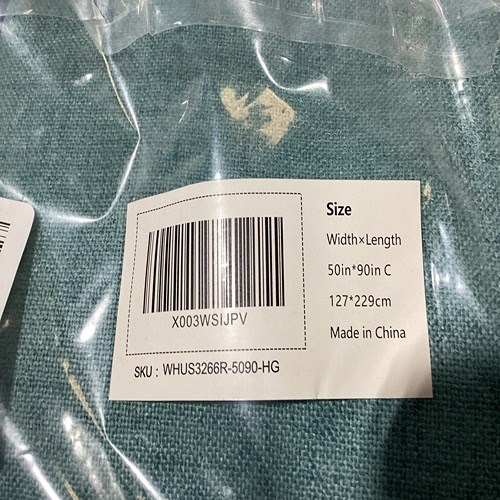 Size
Width×Length
50in*90in C
127*229cm
Made in China
X003WSIJPV
SKU : WHUS3266R-5090-HG